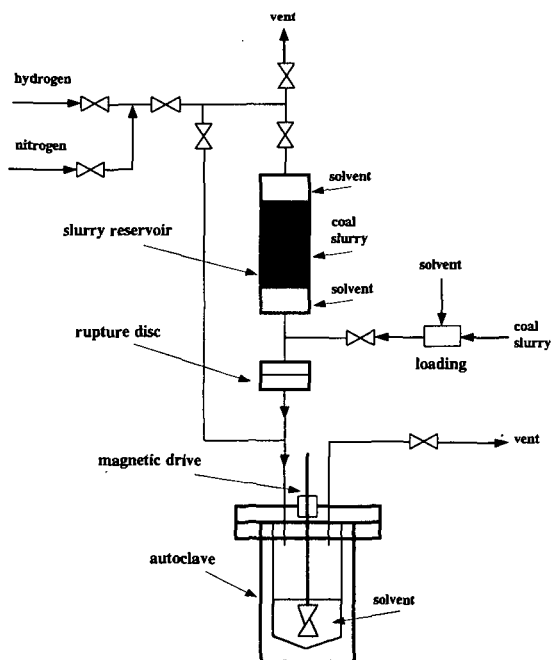 vent
hydrogen
nitrogen
solvent
slurry reservoir
coal
slurry
solvent
solvent
rupture disc
coal
slurry
loading
vent
magnetic drive
autoclave
solvent